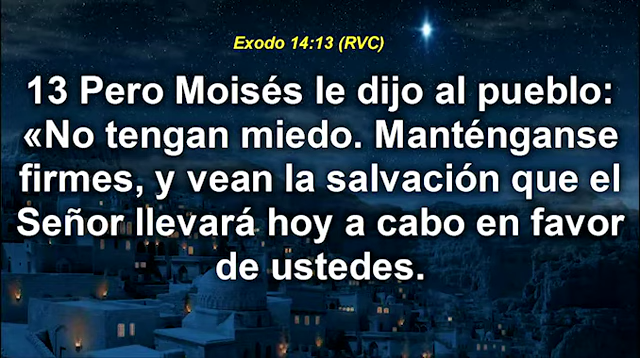 Exodo 14:13 (RVC)
13 Pero Moisés le dijo al pueblo:
«No tengan miedo. Manténganse
firmes, y vean la salvación que el
Señor llevará hoy a cabo en favor
de ustedes.